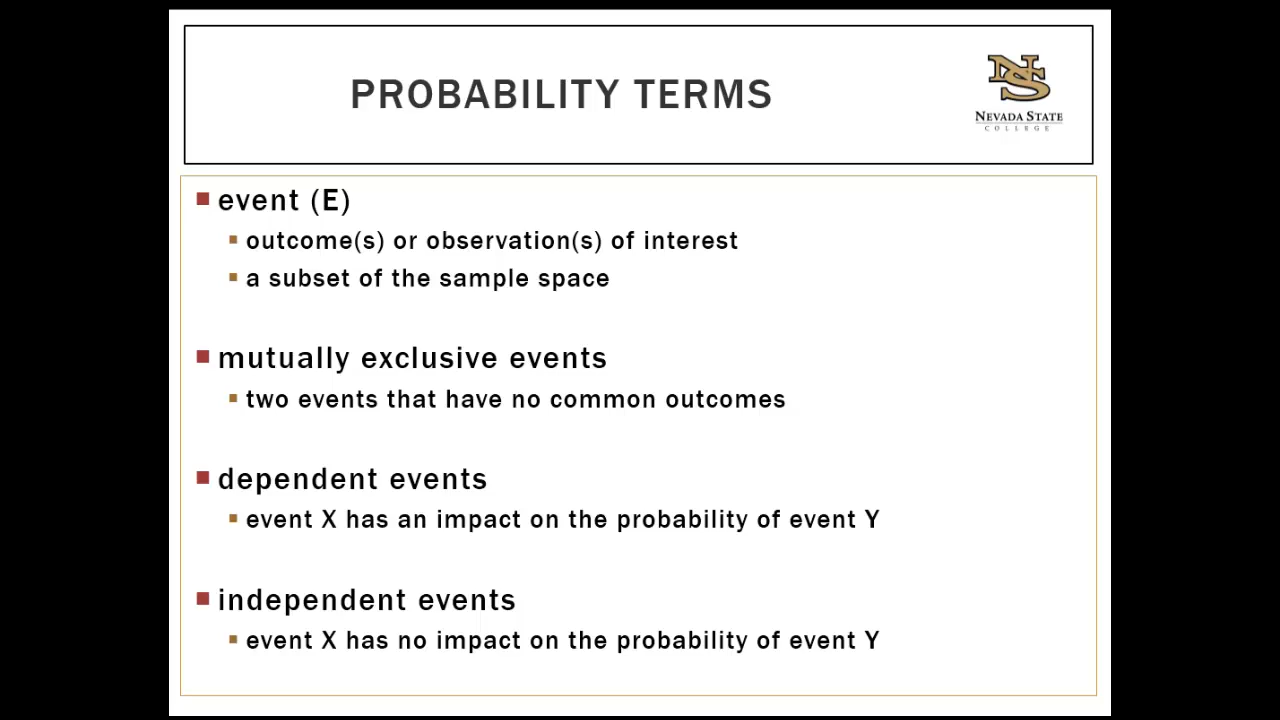 PROBABILITY TERMS
NS
NEVADA STATE
COLLEGE
event (E)
outcome(s) or observation(s) of interest
a subset of the sample space
mutually exclusive events
two events that have no common outcomes
dependent events
event X has an impact on the probability of event Y
independent events
event X has no impact on the probability of event Y